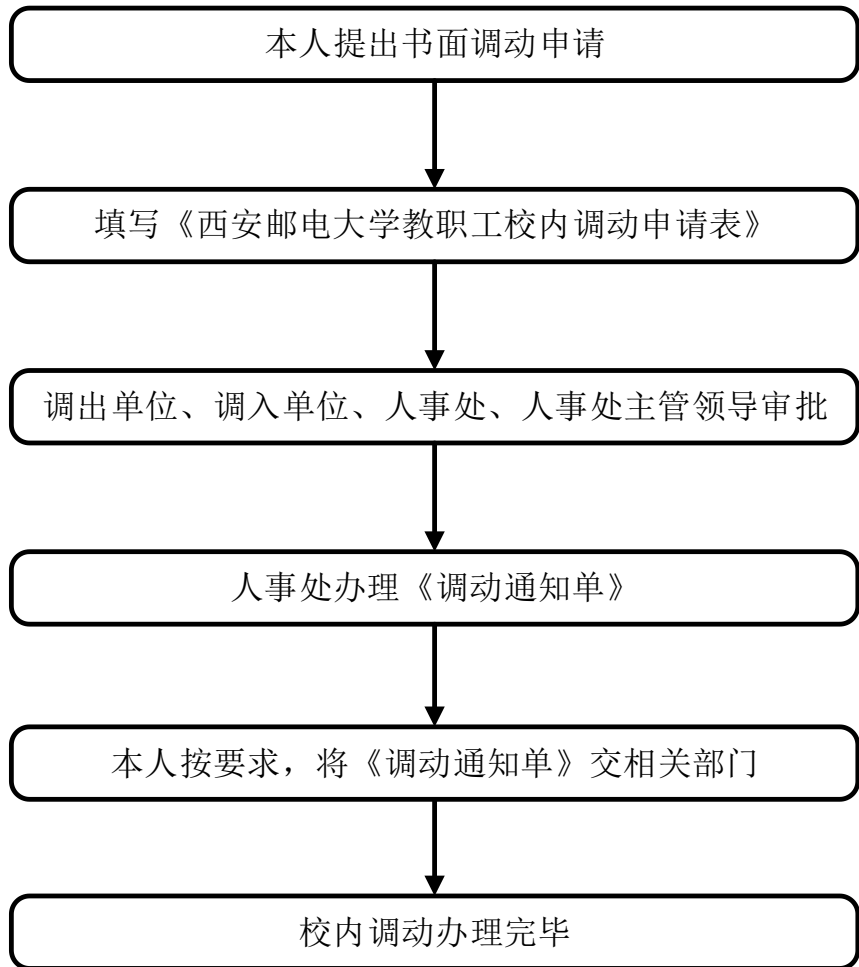 本人提出书面调动申请
填写《西安邮电大学教职工校内调动申请表》
调出单位、调入单位、人事处、人事处主管领导审批
人事处办理《调动通知单》
本人按要求，将《调动通知单》交相关部门
校内调动办理完毕